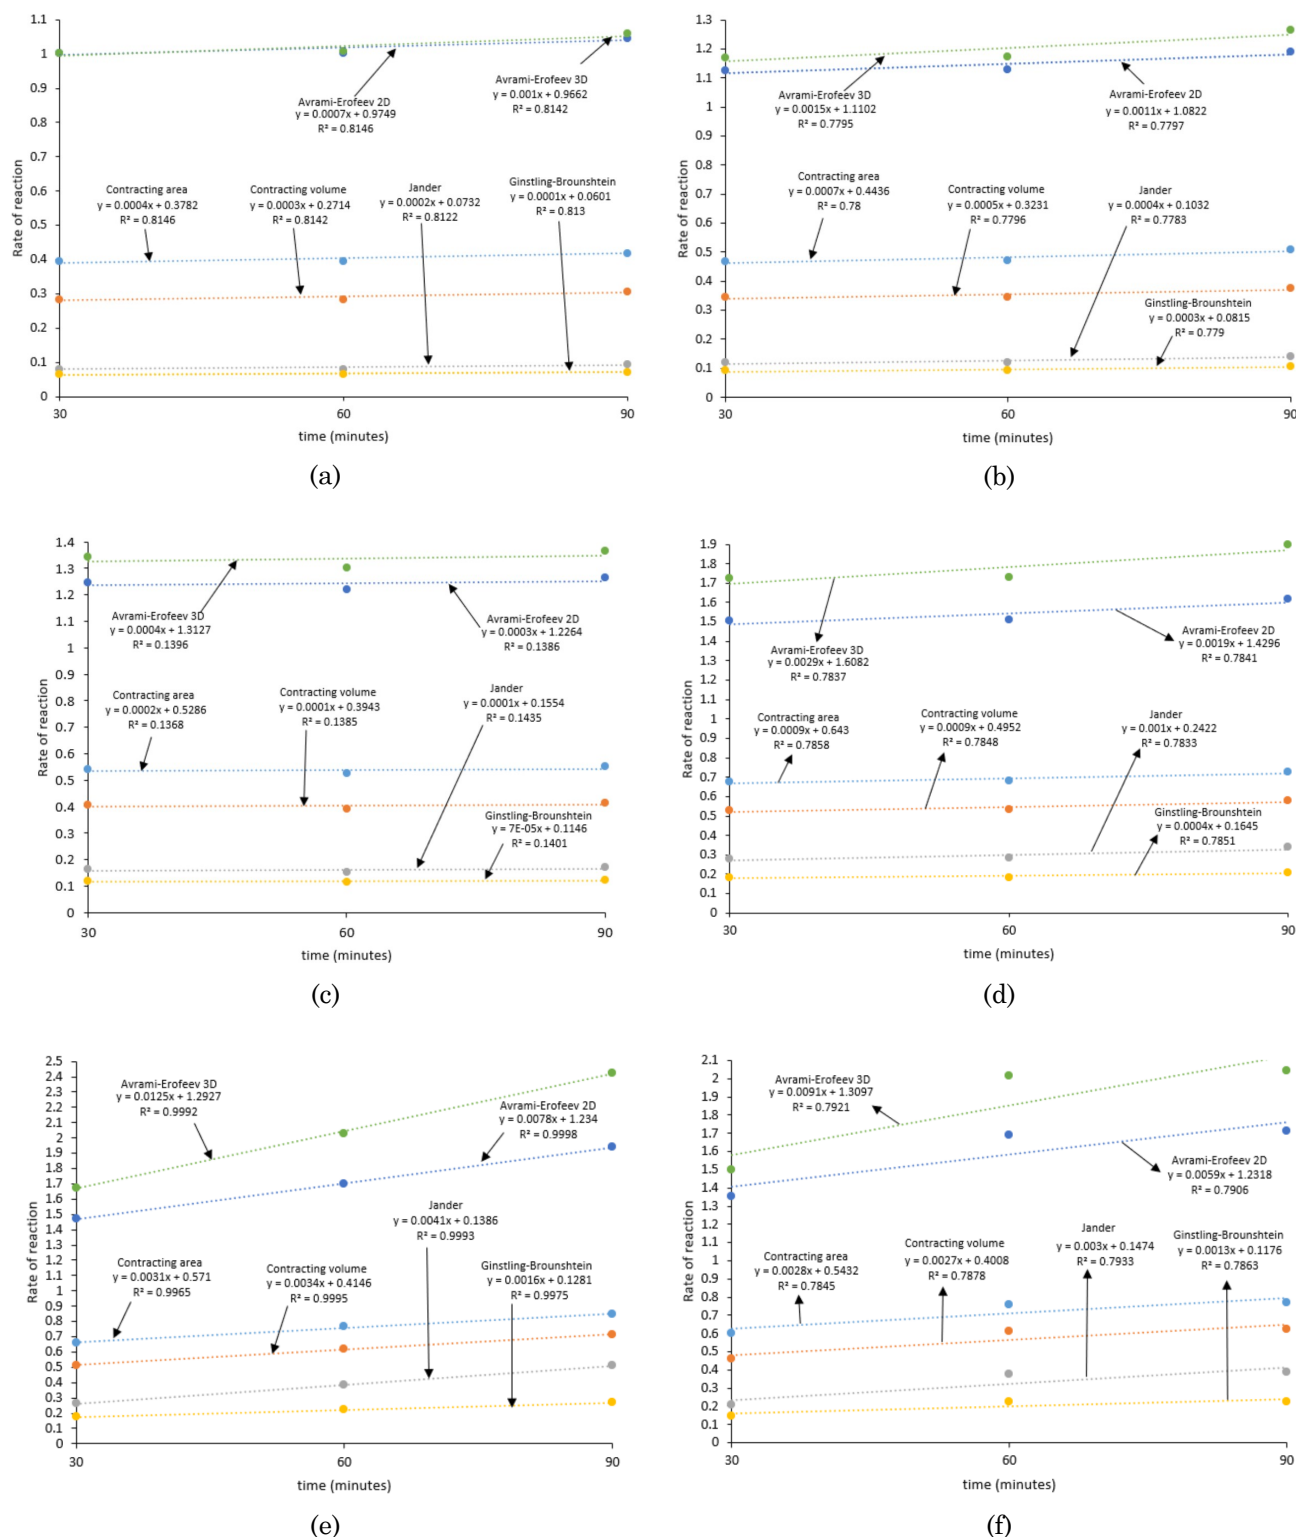 1.1
1
0.9
0.8
0.7
0.6
0.5
0.4
0.3
0.2
0.1
0
Rate of reaction
Avrami-Erofeev 3D
y = 0.001x + 0.9662
R² = 0.8142
Avrami-Erofeev 2D
y = 0.0007x + 0.9749
R² = 0.8146
Contracting area
y = 0.0004x + 0.3782
R² = 0.8146
Contracting volume
y = 0.0003x + 0.2714
R² = 0.8142
Jander
y = 0.0002x + 0.0732
R² = 0.8122
Ginstling-Brounshtein
y = 0.0001x + 0.0601
R² = 0.813
30 60 90
time (minutes)
(a)
1.3
1.2
1.1
1
0.9
0.8
0.7
0.6
0.5
0.4
0.3
0.2
0.1
0
Rate of reaction
Avrami-Erofeev 3D
y = 0.0015x + 1.1102
R² = 0.7795
Avrami-Erofeev 2D
y = 0.0011x + 1.0822
R² = 0.7797
Contracting area
y = 0.0007x + 0.4436
R² = 0.78
Contracting volume
y = 0.0005x + 0.3231
R² = 0.7796
Jander
y = 0.0004x + 0.1032
R² = 0.7783
Ginstling-Brounshtein
y = 0.0003x + 0.0815
R² = 0.779
30 60 90
time (minutes)
(b)
1.4
1.3
1.2
1.1
1
0.9
0.8
0.7
0.6
0.5
0.4
0.3
0.2
0.1
0
Rate of reaction
Avrami-Erofeev 3D
y = 0.0004x + 1.3127
R² = 0.1396
Avrami-Erofeev 2D
y = 0.0003x + 1.2264
R² = 0.1386
Contracting area
y = 0.0002x + 0.5286
R² = 0.1368
Contracting volume
y = 0.0001x + 0.3943
R² = 0.1385
Jander
y = 0.0001x + 0.1554
R² = 0.1435
Ginstling-Brounshtein
y = 7E-05x + 0.1146
R² = 0.1401
30 60 90
time (minutes)
(c)
1.9
1.8
1.7
1.6
1.5
1.4
1.3
1.2
1.1
1
0.9
0.8
0.7
0.6
0.5
0.4
0.3
0.2
0.1
0
Rate of reaction
Avrami-Erofeev 3D
y = 0.0029x + 1.6082
R² = 0.7837
Avrami-Erofeev 2D
y = 0.0019x + 1.4296
R² = 0.7841
Contracting area
y = 0.0009x + 0.643
R² = 0.7858
Contracting volume
y = 0.0009x + 0.4952
R² = 0.7848
Jander
y = 0.001x + 0.2422
R² = 0.7833
Ginstling-Brounshtein
y = 0.0004x + 0.1645
R² = 0.7851
30 60 90
time (minutes)
(d)
2.5
2.4
2.3
2.2
2.1
2
1.9
1.8
1.7
1.6
1.5
1.4
1.3
1.2
1.1
1
0.9
0.8
0.7
0.6
0.5
0.4
0.3
0.2
0.1
0
Rate of reaction
Avrami-Erofeev 3D
y = 0.0125x + 1.2927
R² = 0.9992
Avrami-Erofeev 2D
y = 0.0078x + 1.234
R² = 0.9998
Jander
y = 0.0041x + 0.1386
R² = 0.9993
Contracting area
y = 0.0031x + 0.571
R² = 0.9965
Contracting volume
y = 0.0034x + 0.4146
R² = 0.9995
Ginstling-Brounshtein
y = 0.0016x + 0.1281
R² = 0.9975
30 60 90
time (minutes)
(e)
2.1
2
1.9
1.8
1.7
1.6
1.5
1.4
1.3
1.2
1.1
1
0.9
0.8
0.7
0.6
0.5
0.4
0.3
0.2
0.1
0
Rate of reaction
Avrami-Erofeev 3D
y = 0.0091x + 1.3097
R² = 0.7921
Avrami-Erofeev 2D
y = 0.0059x + 1.2318
R² = 0.7906
Contracting area
y = 0.0028x + 0.5432
R² = 0.7845
Contracting volume
y = 0.0027x + 0.4008
R² = 0.7878
Jander
y = 0.003x + 0.1474
R² = 0.7933
Ginstling-Brounshtein
y = 0.0013x + 0.1176
R² = 0.7863
30 60 90
time (minutes)
(f)